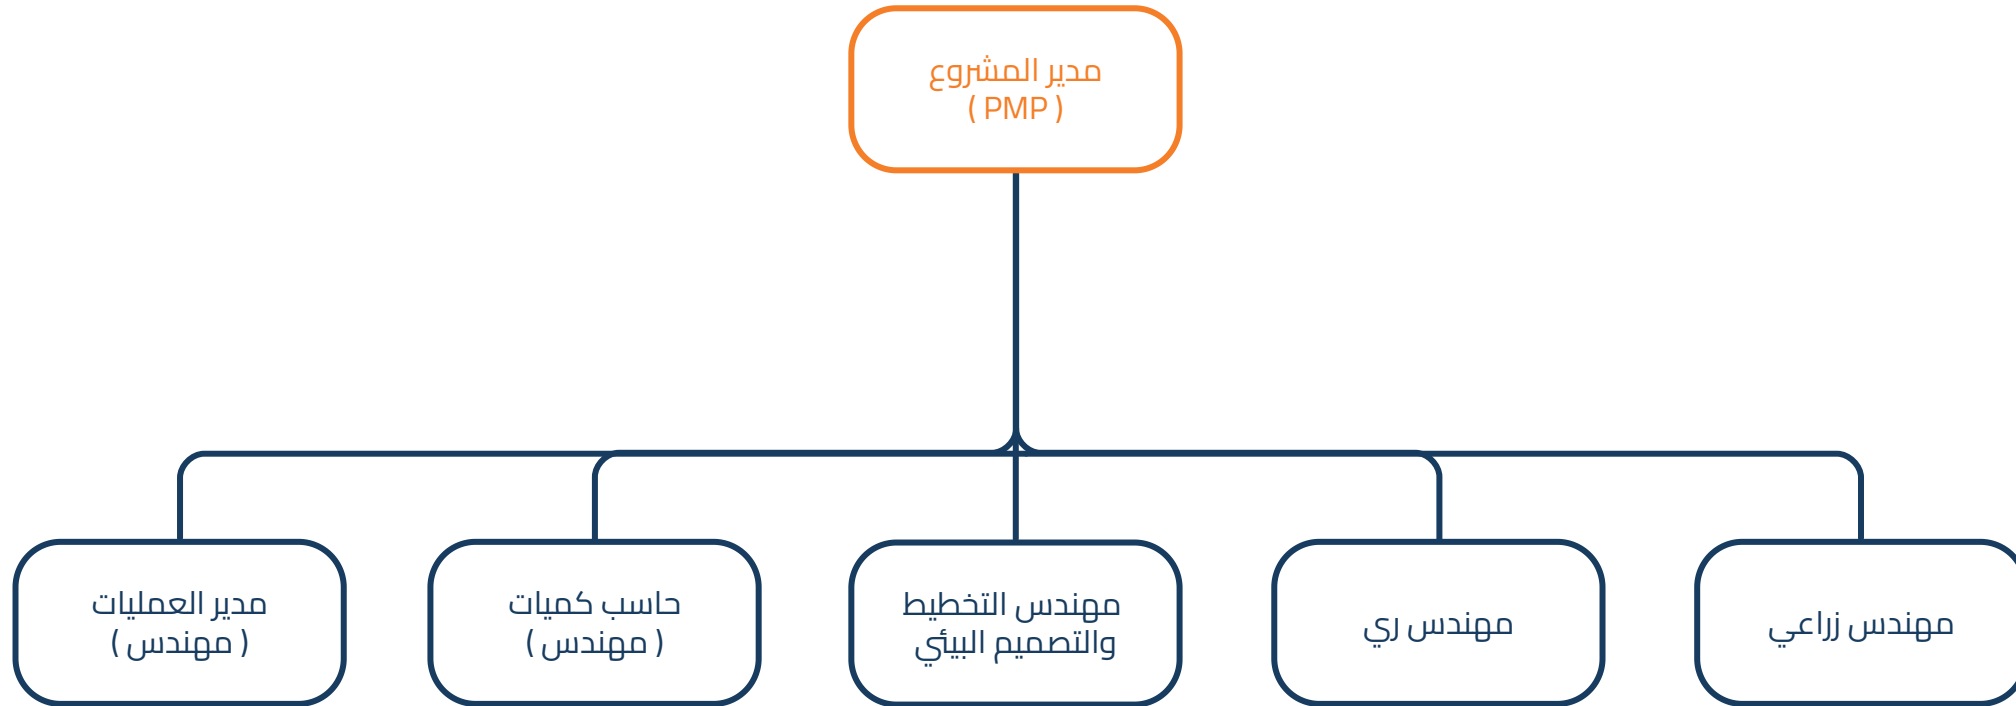 مدير المشروع
( PMP )
مهندس زراعي
مهندس ري
مهندس التخطيط
والتصميم البيئي
حاسب كميات
( مهندس )
مدير العمليات
( مهندس )